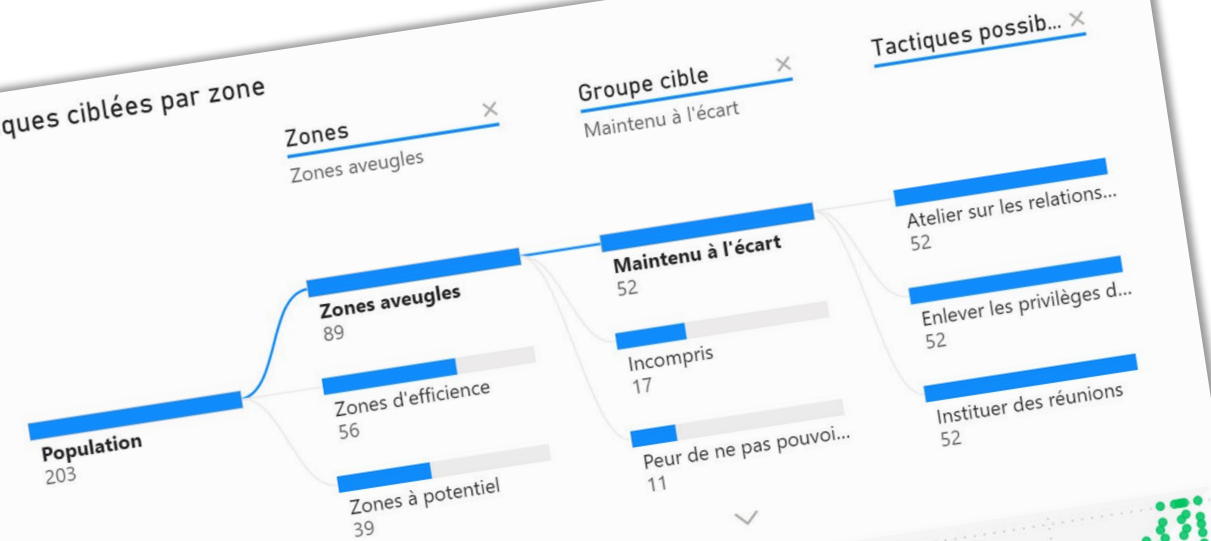 ques ciblées par zone
Zones
Zones aveugles
Groupe cible
Maintenu à l'écart
Tactiques possib...
Population
203
Zones aveugles
89
Zones d'efficience
56
Zones à potentiel
39
Maintenu à l'écart
52
Incompris
17
Peur de ne pas pouvoi...
11
Atelier sur les relations...
52
Enlever les privilèges d...
52
Instituer des réunions
52